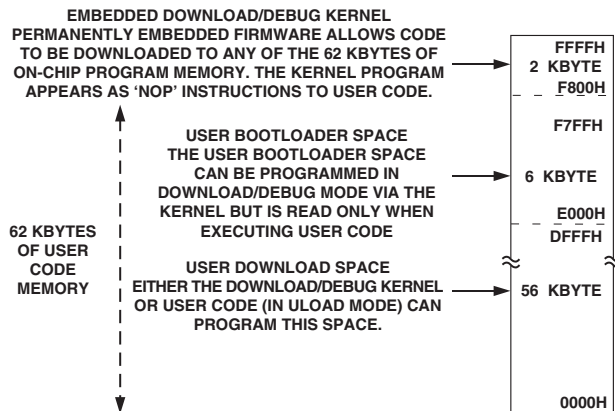 EMBEDDED DOWNLOAD/DEBUG KERNEL
PERMANENTLY EMBEDDED FIRMWARE ALLOWS CODE
TO BE DOWNLOADED TO ANY OF THE 62 KBYTES OF
ON-CHIP PROGRAM MEMORY. THE KERNEL PROGRAM
APPEARS AS ‘NOP’ INSTRUCTIONS TO USER CODE.
FFFFH
2 KBYTE
F800H
USER BOOTLOADER SPACE
THE USER BOOTLOADER SPACE
CAN BE PROGRAMMED IN
DOWNLOAD/DEBUG MODE VIA THE
KERNEL BUT IS READ ONLY WHEN
EXECUTING USER CODE
F7FFH
6 KBYTE
E000H
62 KBYTES
OF USER
CODE
MEMORY
USER DOWNLOAD SPACE
EITHER THE DOWNLOAD/DEBUG KERNEL
OR USER CODE (IN ULOAD MODE) CAN
PROGRAM THIS SPACE.
DFFFH
56 KBYTE
0000H